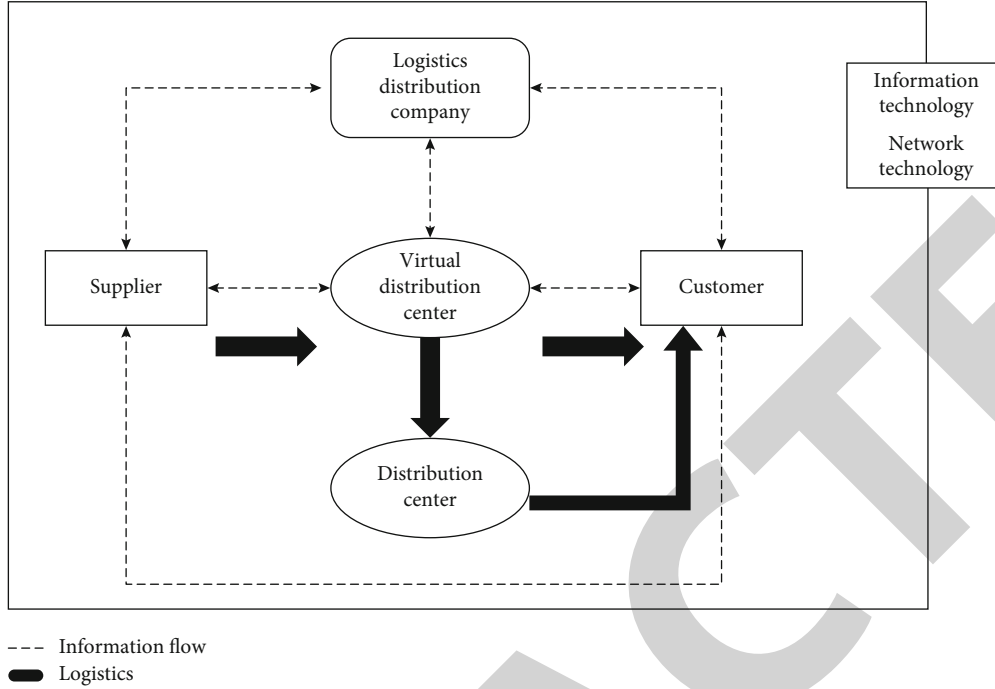 Logistics
distribution
company
Information
technology
Network
technology
Supplier
Virtual
distribution
center
Customer
Distribution
center
Information flow
Logistics